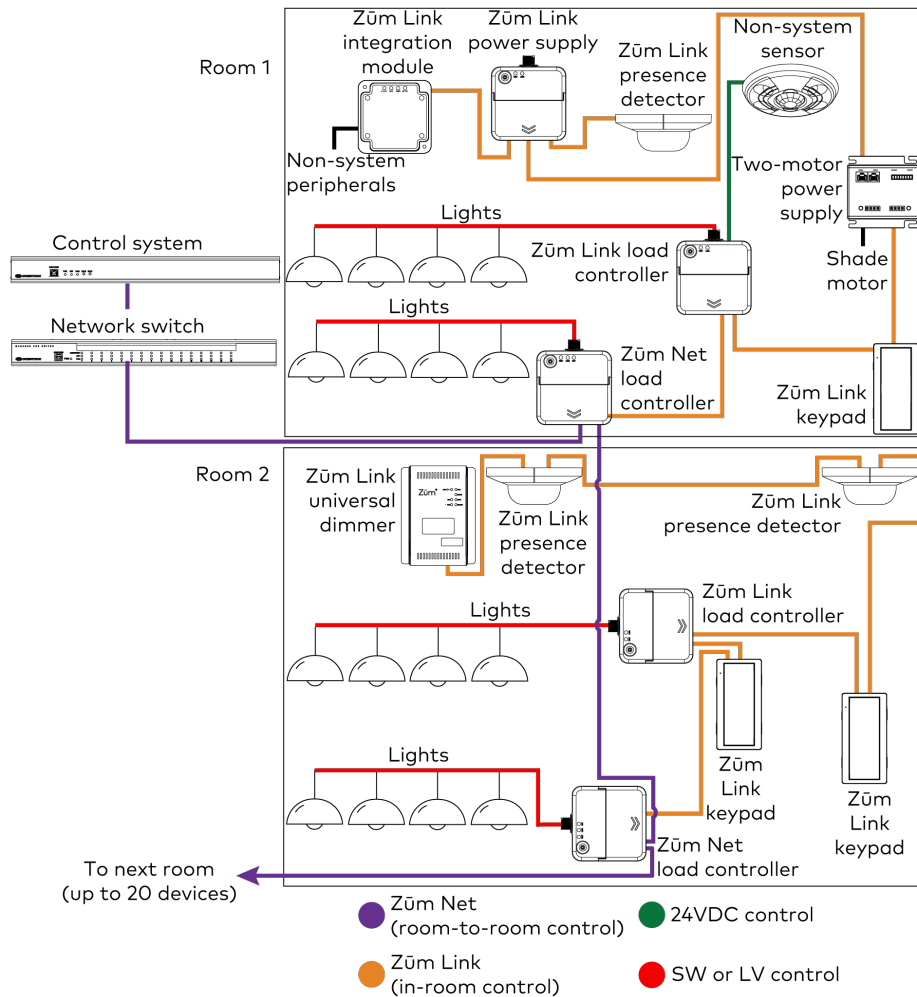 Room 1
Zūm Link
integration
module
Zūm Link
power supply
Zūm Link
presence
detector
Non-system
sensor
Non-system
peripherals
Two-motor
power
supply
Lights
Zūm Link load
controller
Shade
motor
Control system
Network switch
Lights
Zūm Net
load
controller
Zūm Link
keypad
Room 2
Zūm Link
universal
dimmer
Zūm
Zūm Link
presence
detector
Zūm Link
presence detector
Lights
Zūm Link
load controller
Zūm
Link
keypad
Zūm
Link
keypad
Lights
Zūm Net
load controller
To next room
(up to 20 devices)
Zūm Net
(room-to-room control)
24VDC control
Zūm Link
(in-room control)
SW or LV control